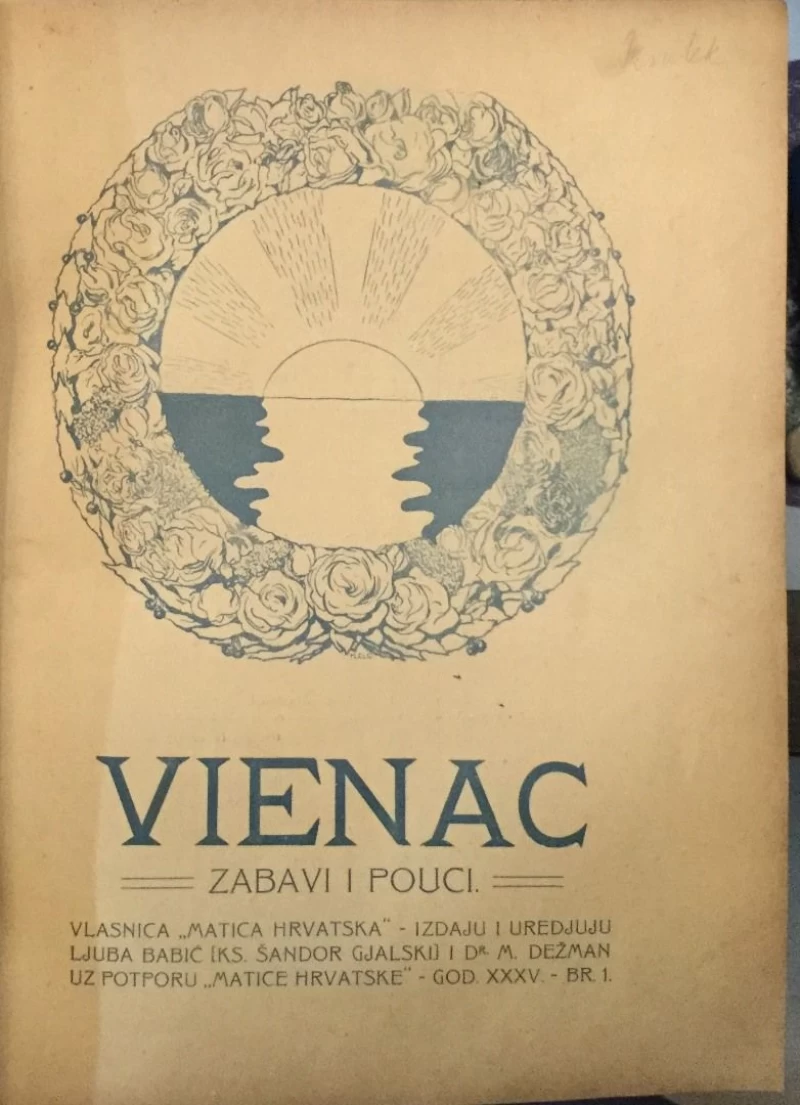 VIENAC
ZABAVI I POUCI.
VLASNICA „MATICA HRVATSKA“ - IZDAJU I UREDJUJU
LJUBA BABIĆ [KS. ŠANDOR GJALSKI] I DR. M. DEŽMAN
UZ POTPORU „MATICE HRVATSKE“ - GOD. XXXV. - BR. 1.